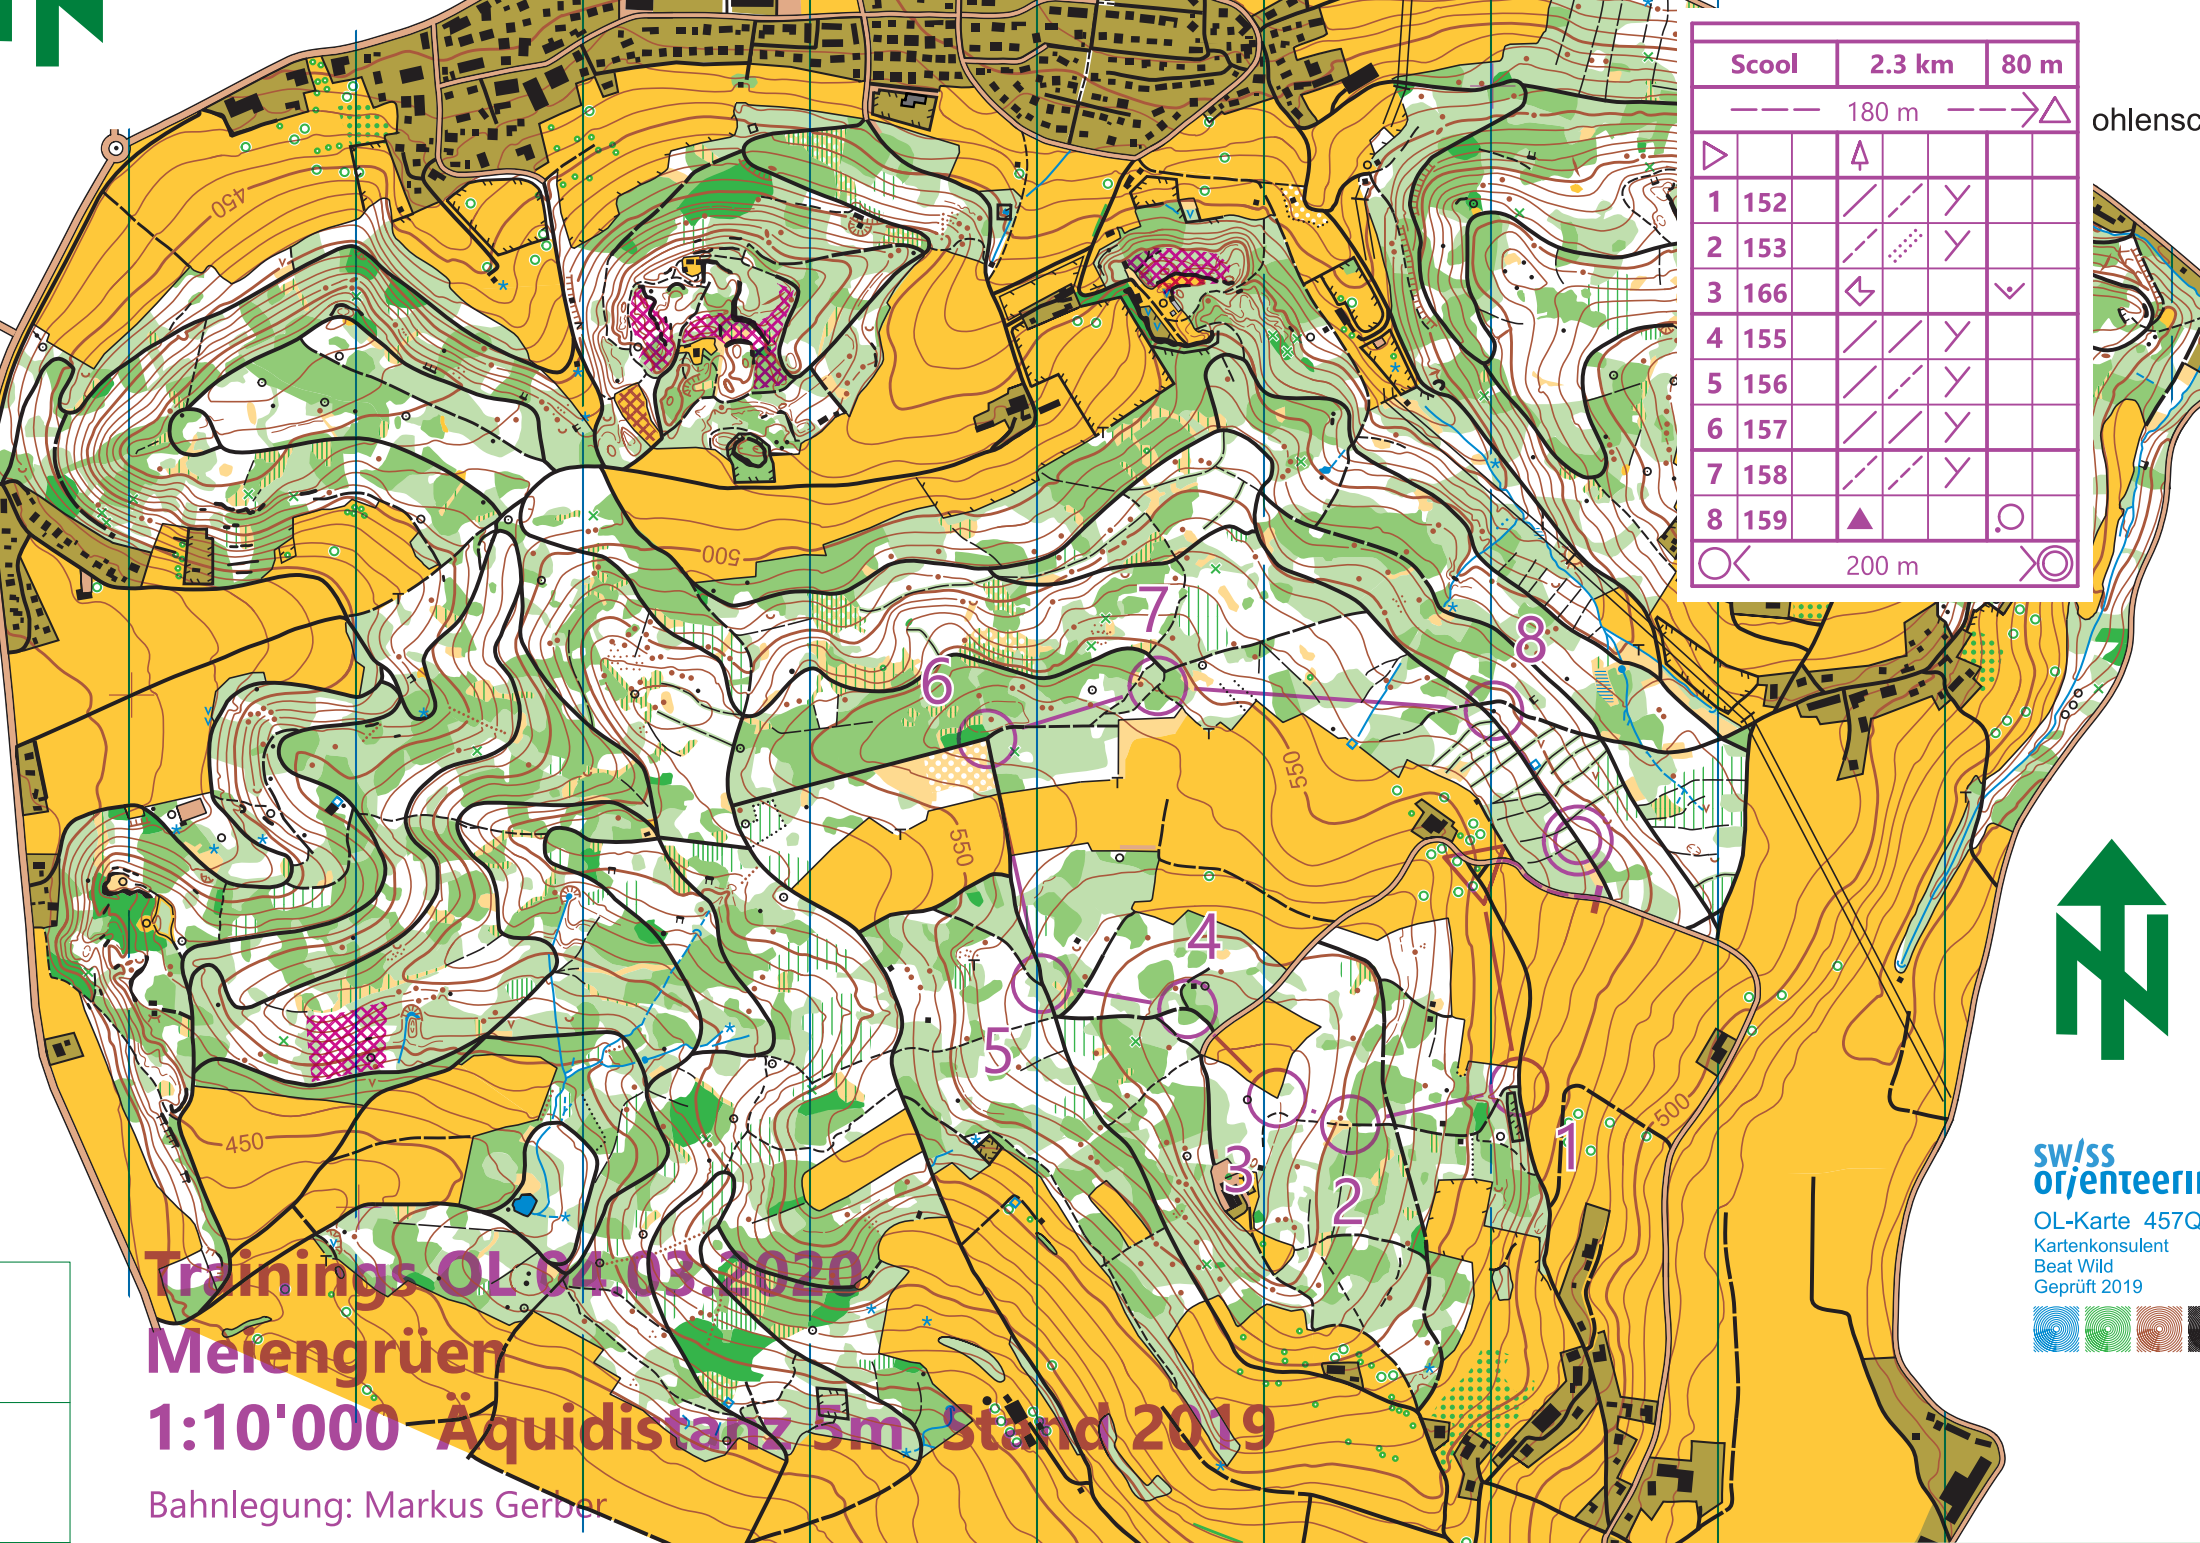 Scool 2.3 km 80 m
180 m
ohlensc
1 152
2 153
3 166
4 155
5 156
6 157
7 158
8 159
200 m
450
500
7
8
6
550
550
4
5
3
2
1
500
450
swiss
orienteerin
OL-Karte 457Q
Kartenkonsulent
Beat Wild
Geprüft 2019
Trainings OL 04.03.2020
Meiengrüen
1:10'000 Äquidistanz 5m Stand 2019
Bahnlegung: Markus Gerber